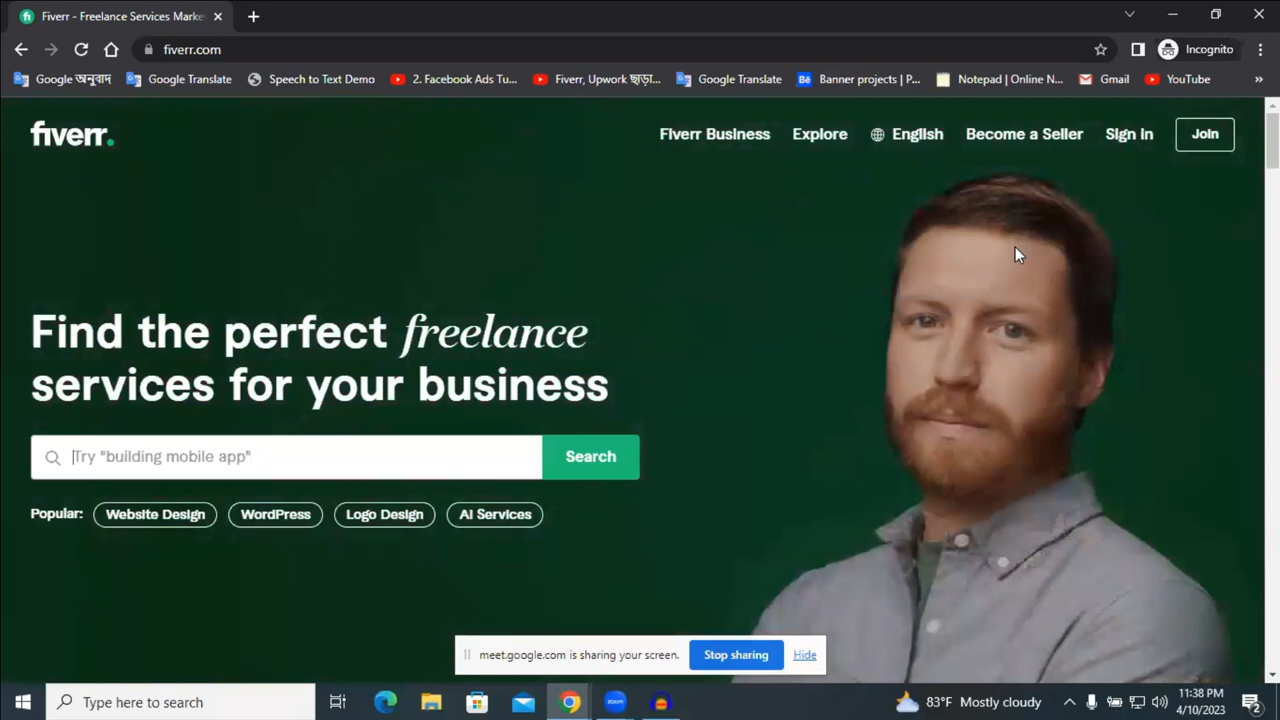 Fiverr - Freelance Services Marke
fiverr.com
Incognito
Google অনুবাদ
Google Translate
Speech to Text Demo
2. Facebook Ads Tu...
Fiverr, Upwork ছাড়া...
Google Translate
Bē Banner projects | P...
Notepad | Online N...
Gmail
YouTube
»
fiverr.
Fiverr Business
Explore
English
Become a Seller
Sign in
Join
Find the perfect freelance
services for your business
Try "building mobile app"
Search
Popular:
Website Design
WordPress
Logo Design
AI Services
meet.google.com is sharing your screen.
Stop sharing
Hide
Type here to search
zoom
83°F Mostly cloudy
11:38 PM
4/10/2023
2